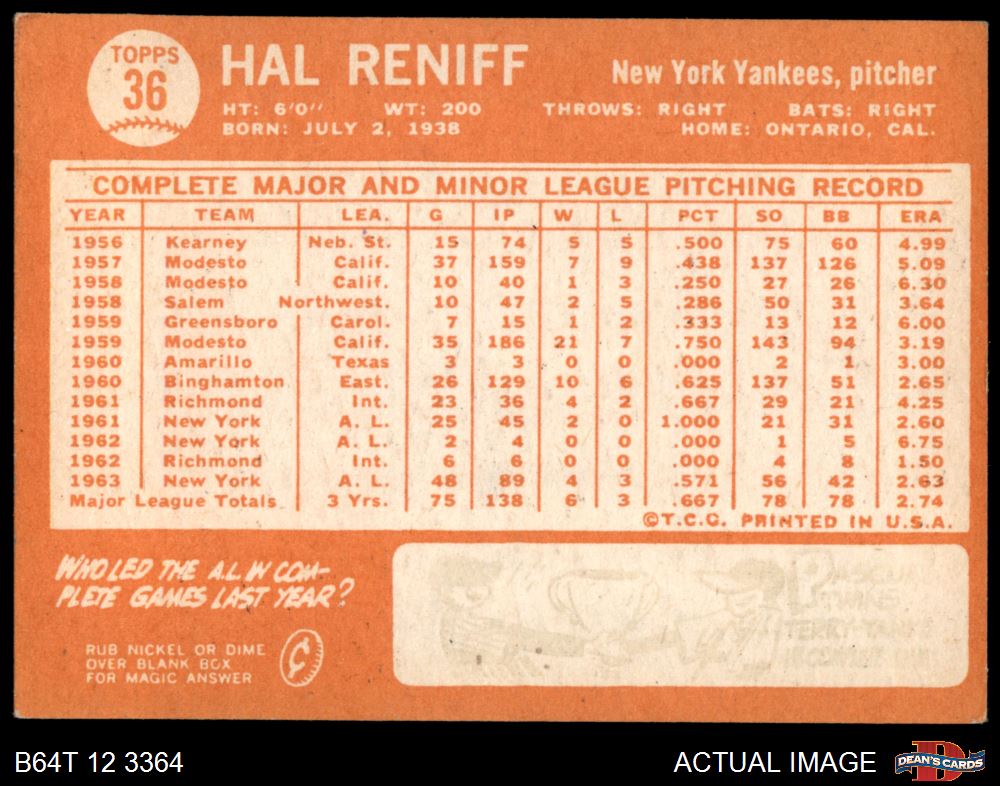 TOPPS
36
HAL RENIFF
New York Yankees, pitcher
HT: 6'0" WT: 200 THROWS: RIGHT BATS: RIGHT
BORN: JULY 2, 1938 HOME: ONTARIO, CAL.
COMPLETE MAJOR AND MINOR LEAGUE PITCHING RECORD
YEAR TEAM LEA. G IP W L PCT SO BB ERA
1956 Kearney Neb. St. 15 74 5 5 .500 75 60 4.99
1957 Modesto Calif. 37 159 7 9 .438 137 126 5.09
1958 Modesto Calif. 10 40 1 3 .250 27 26 6.30
1958 Salem Northwest. 10 47 2 5 .286 50 31 3.64
1959 Greensboro Carol. 7 15 1 2 .333 13 12 6.00
1959 Modesto Calif. 35 186 21 7 .750 143 94 3.19
1960 Amarillo Texas 3 3 0 0 .000 2 1 3.00
1960 Binghamton East. 26 129 10 6 .625 137 51 2.65
1961 Richmond Int. 23 36 4 2 .667 29 21 4.25
1961 New York A. L. 25 45 2 0 1.000 21 31 2.60
1962 New York A. L. 2 4 0 0 .000 1 5 6.75
1962 Richmond Int. 6 6 0 0 .000 4 8 1.50
1963 New York A. L. 48 89 4 3 .571 56 42 2.63
Major League Totals 3 Yrs. 75 138 6 3 .667 78 78 2.74
©T.C.G. PRINTED IN U.S.A.
WHO LED THE A.L. IN COM-
PLETE GAMES LAST YEAR?
RUB NICKEL OR DIME
OVER BLANK BOX
FOR MAGIC ANSWER
B64T 12 3364
ACTUAL IMAGE
DEAN'S CARDS